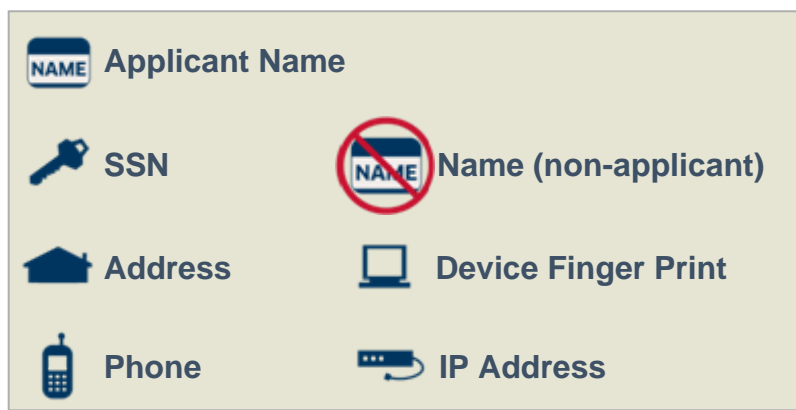 NAME Applicant Name
SSN NAME Name (non-applicant)
Address Device Finger Print
Phone IP Address